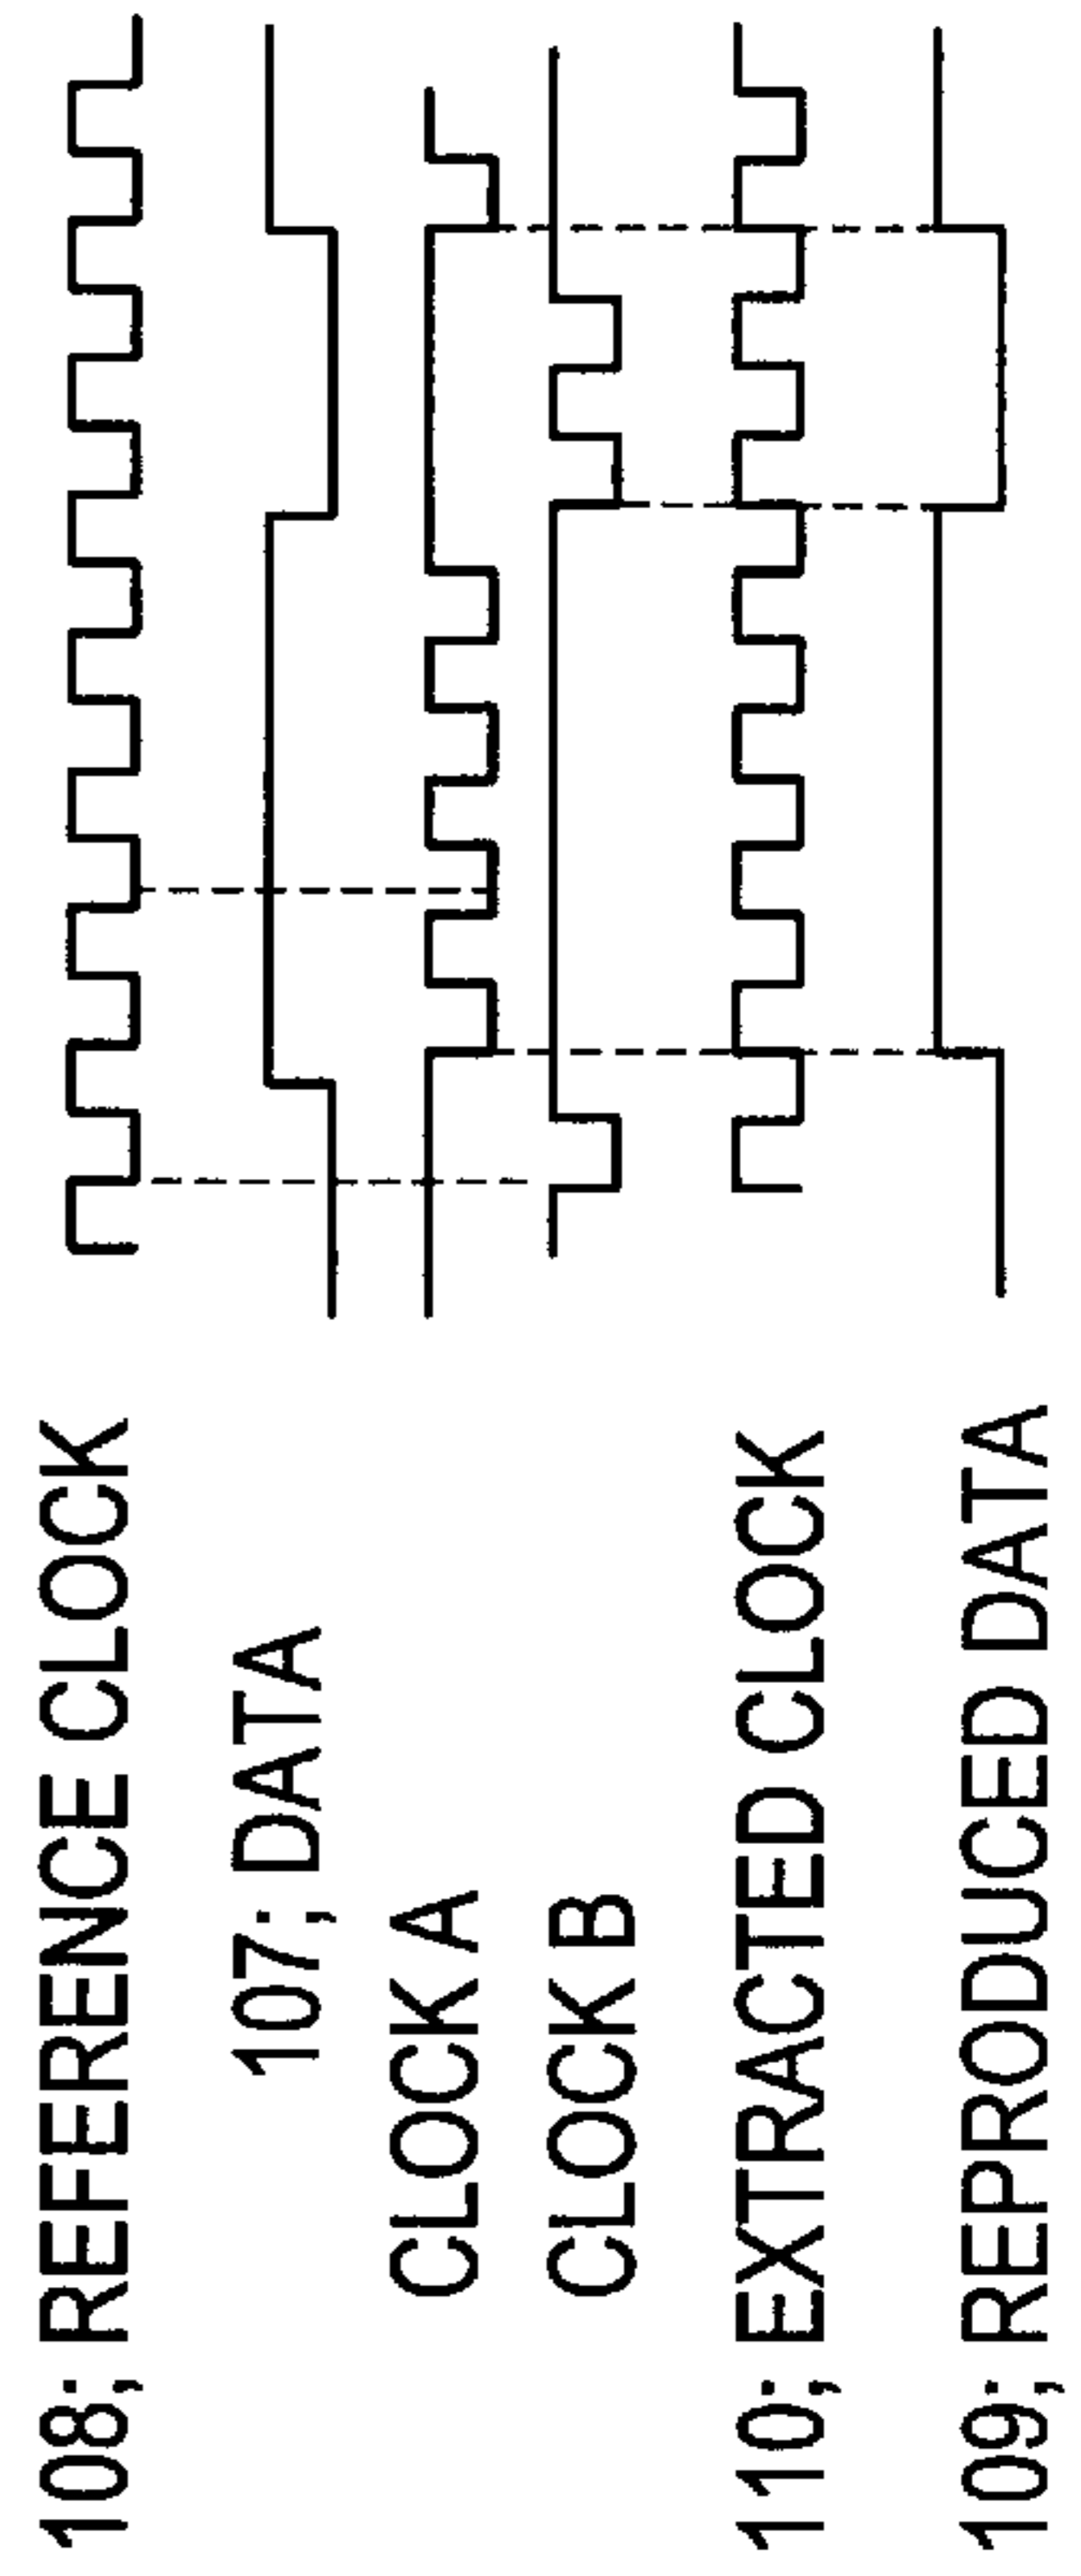 108; REFERENCE CLOCK
107; DATA
CLOCK A
CLOCK B
110; EXTRACTED CLOCK
109; REPRODUCED DATA